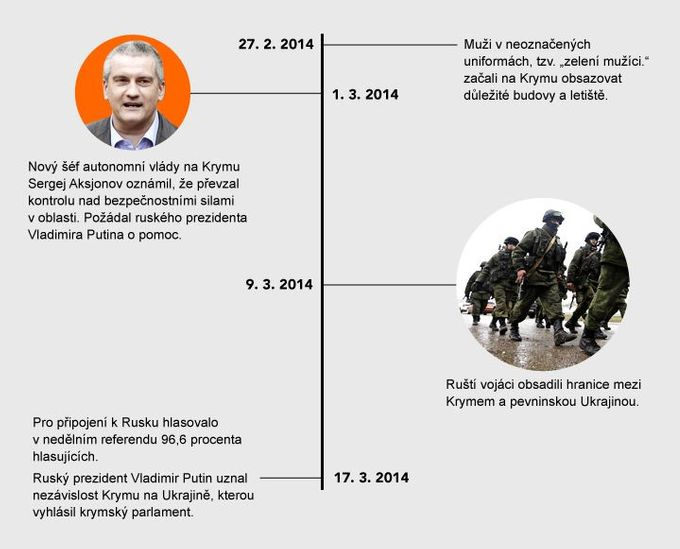 27. 2. 2014
Muži v neoznačených
uniformách, tzv. „zelení mužíci.“
začali na Krymu obsazovat
důležité budovy a letiště.
1. 3. 2014
Nový šéf autonomní vlády na Krymu
Sergej Aksjonov oznámil, že převzal
kontrolu nad bezpečnostními silami
v oblasti. Požádal ruského prezidenta
Vladimira Putina o pomoc.
9. 3. 2014
Ruští vojáci obsadili hranice mezi
Krymem a pevninskou Ukrajinou.
Pro připojení k Rusku hlasovalo
v nedělním referendu 96,6 procenta
hlasujících.
Ruský prezident Vladimir Putin uznal
nezávislost Krymu na Ukrajině, kterou
vyhlásil krymský parlament.
17. 3. 2014